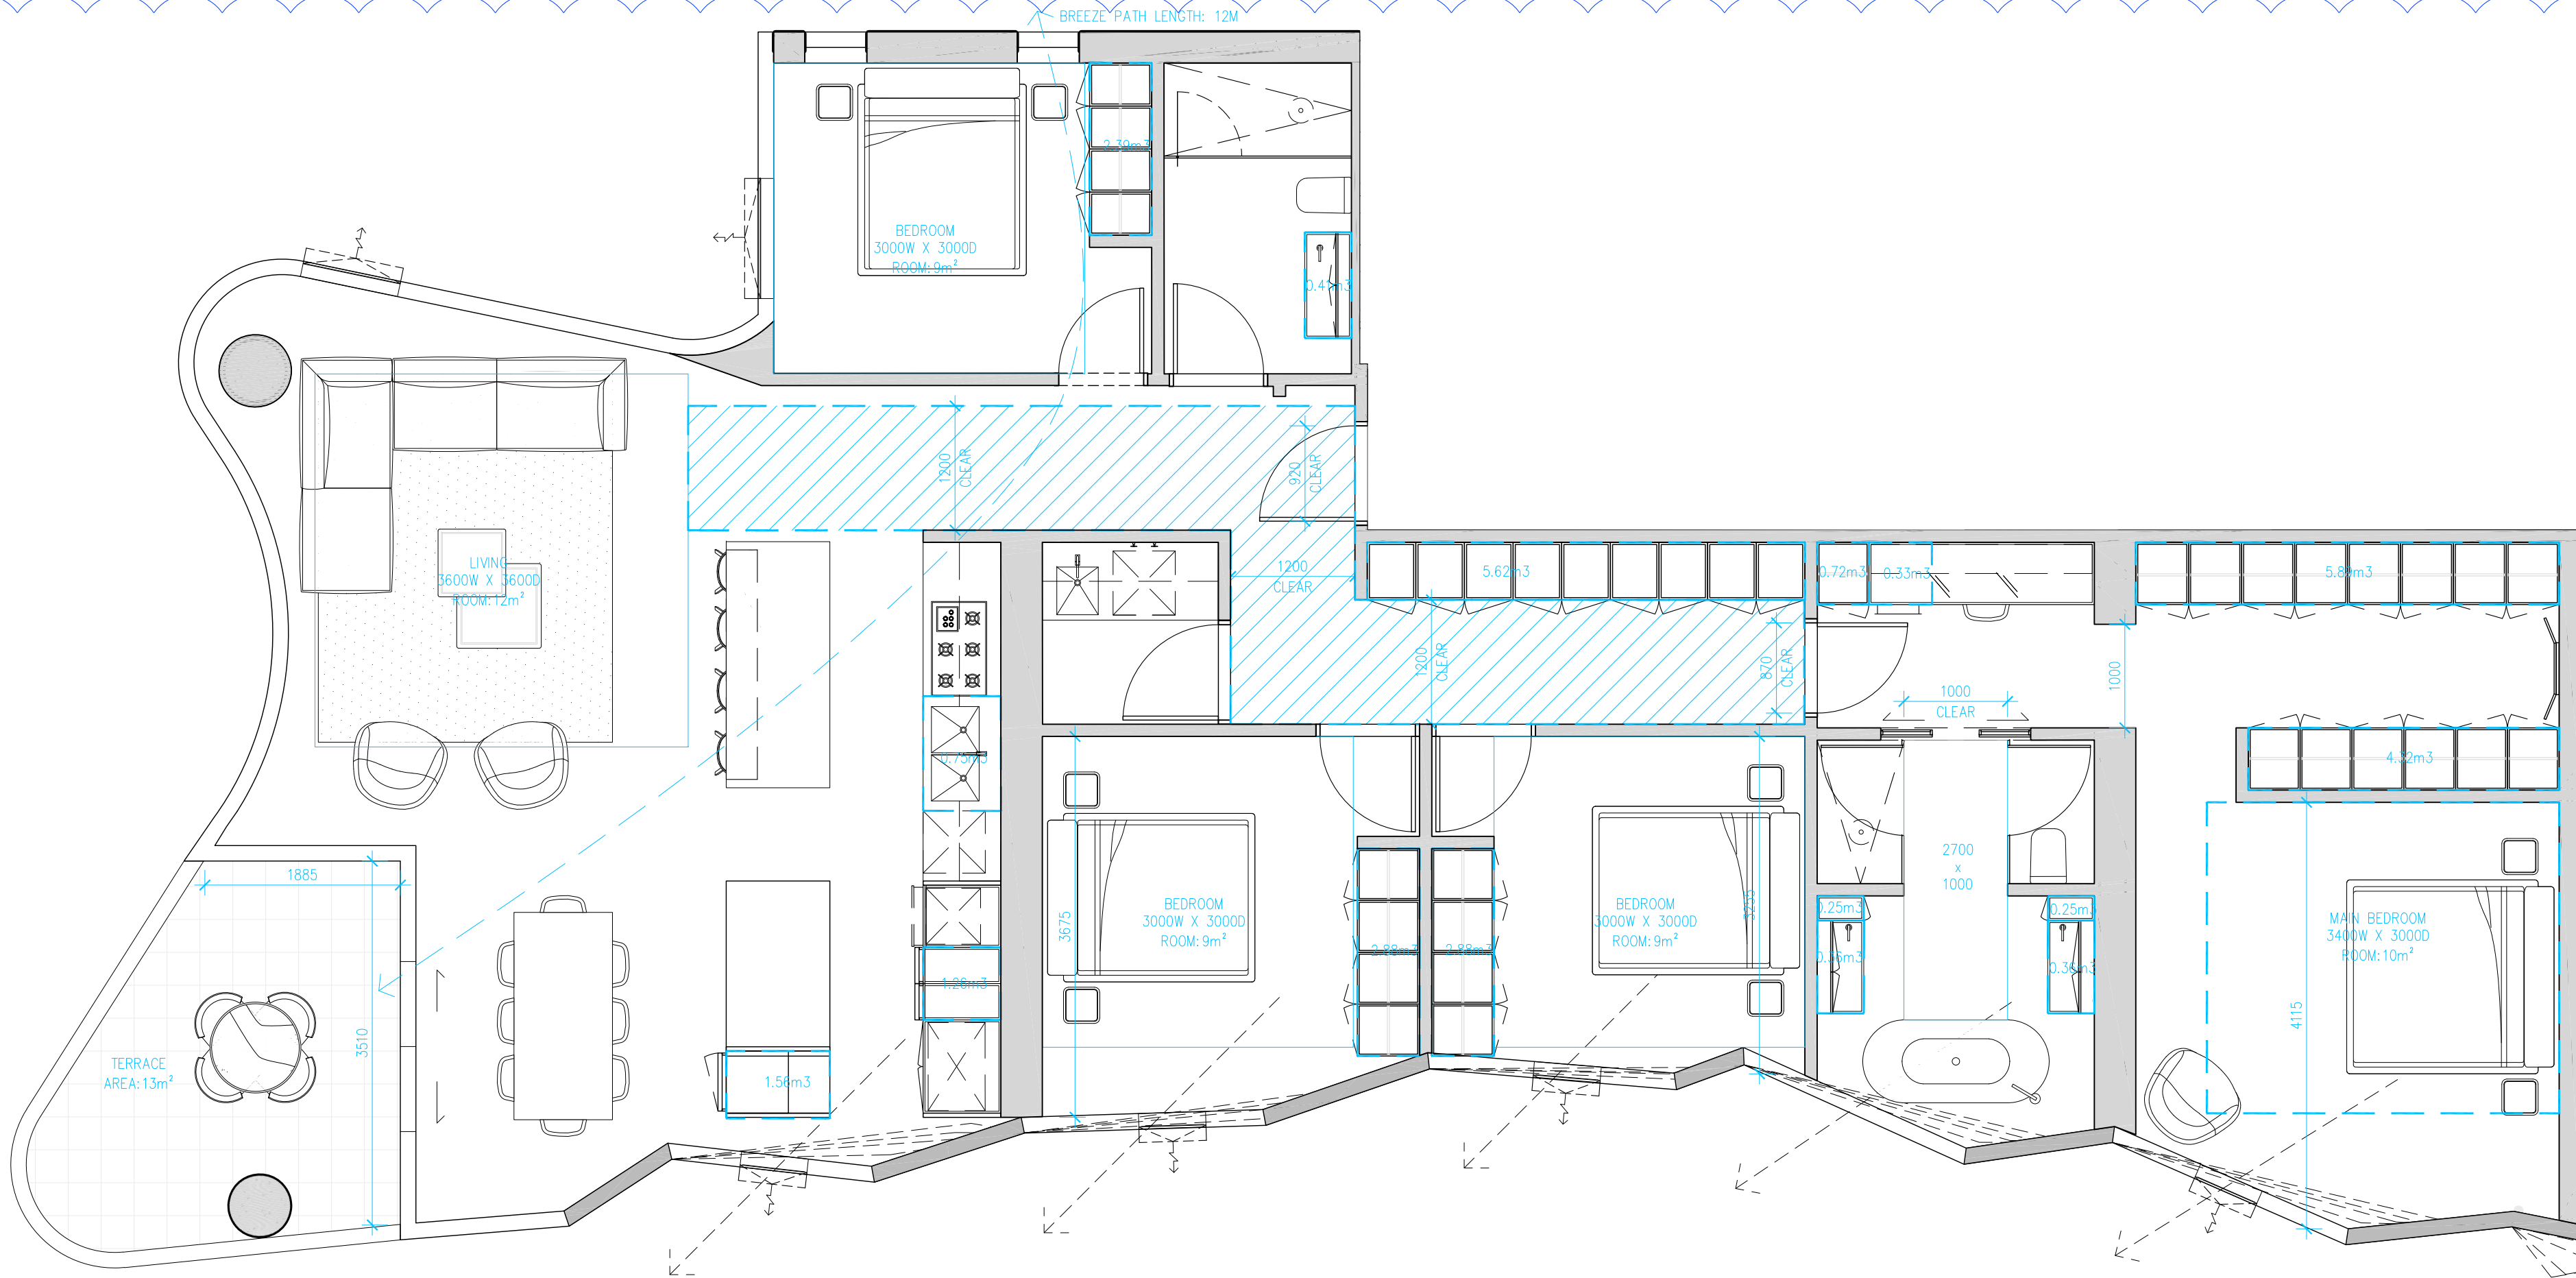 BREEZE PATH LENGTH: 12M
2.39m3
BEDROOM
3000W X 3000D
ROOM: 9m²
0.41m3
1200
CLEAR
920
CLEAR
LIVING
3600W X 3600D
ROOM: 12m²
1200
CLEAR
5.62m3
0.72m3
0.33m3
5.89m3
1200
CLEAR
870
CLEAR
1000
1000
CLEAR
0.75m3
4.32m3
1885
2700
x
1000
3675
BEDROOM
3000W X 3000D
ROOM: 9m²
BEDROOM
3000W X 3000D
ROOM: 9m²
3255
0.25m3
0.25m3
MAIN BEDROOM
3400W X 3000D
ROOM: 10m²
2.88m3
2.88m3
0.36m3
0.36m3
1.26m3
3510
4115
TERRACE
AREA: 13m²
1.56m3